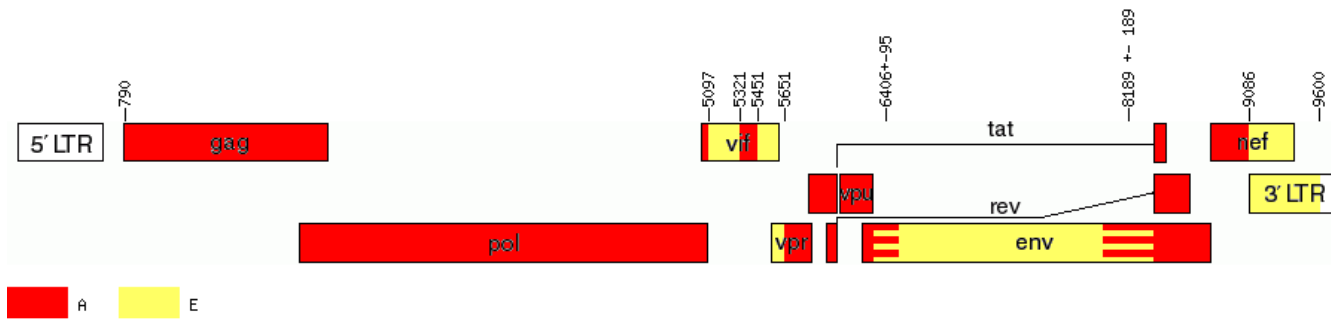 790
5097
5321
5451
5651
6406+-95
8189 +- 189
9086
9600
5′ LTR
gag
vif
tat
nef
vpu
rev
3′ LTR
pol
vpr
env
A
E